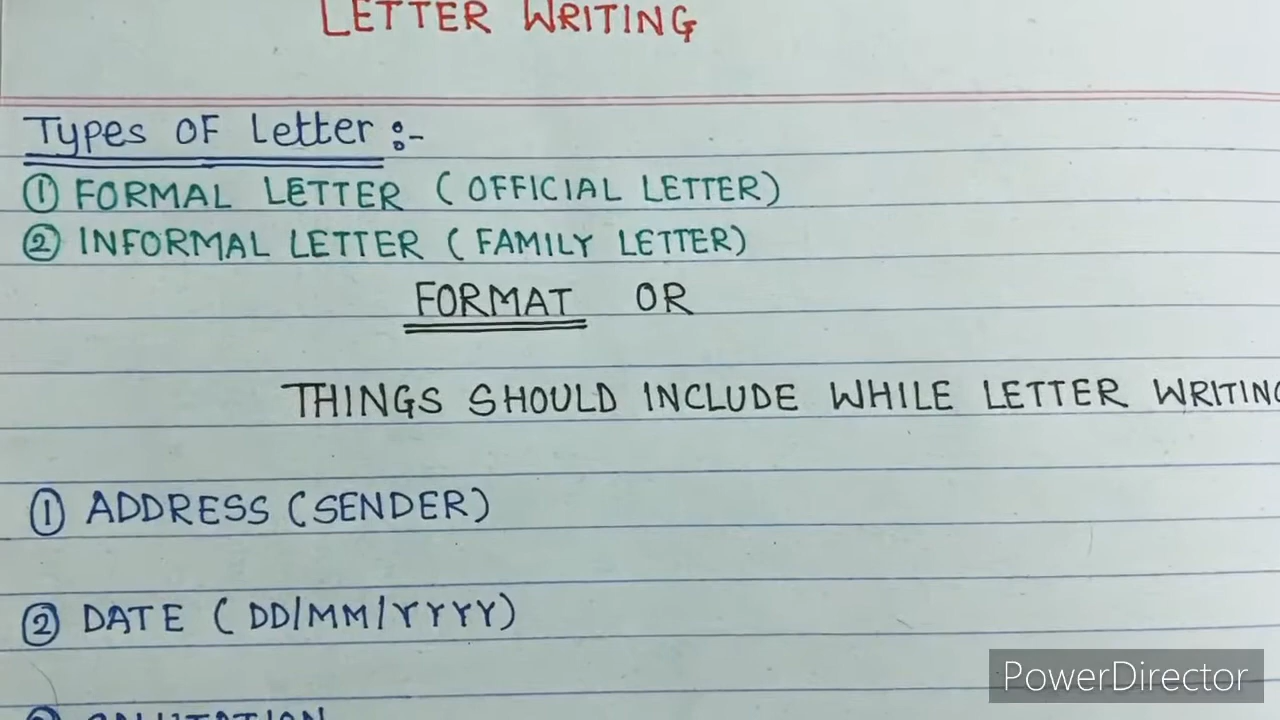 LETTER WRITING
Types OF Letter :-
① FORMAL LETTER ( OFFICIAL LETTER)
② INFORMAL LETTER ( FAMILY LETTER)
FORMAT OR
THINGS SHOULD INCLUDE WHILE LETTER WRITING
① ADDRESS (SENDER)
② DATE ( DD/MM/YYYY)
PowerDirector